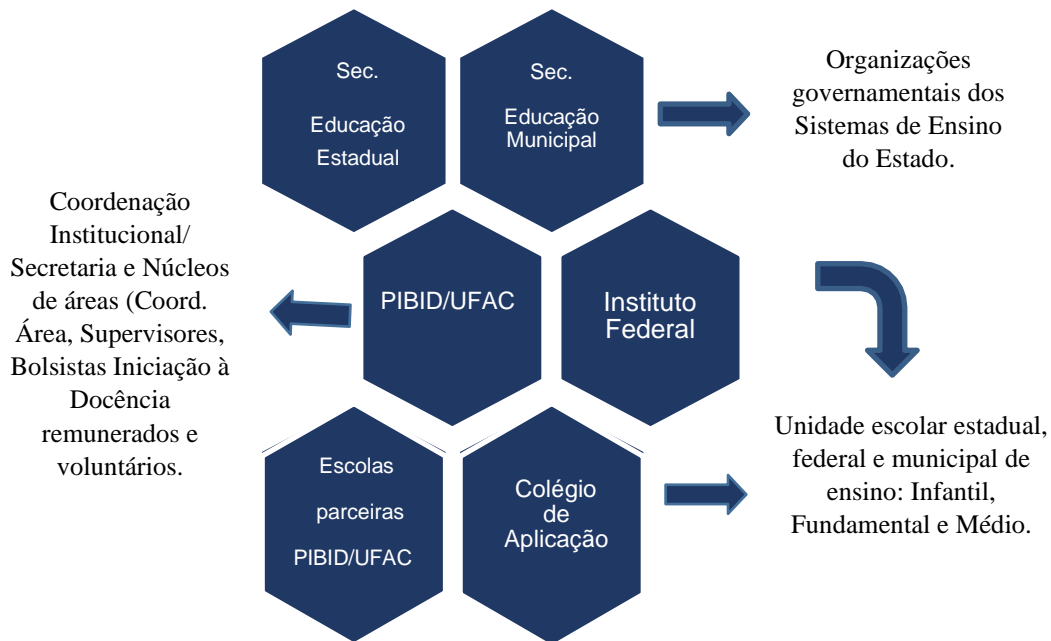 Sec.
Educação
Estadual
Sec.
Educação
Municipal
Organizações
governamentais dos
Sistemas de Ensino
do Estado.
Coordenação
Institucional/
Secretaria e Núcleos
de áreas (Coord.
Área, Supervisores,
Bolsistas Iniciação à
Docência
remunerados e
voluntários.
PIBID/UFAC
Instituto
Federal
Escolas
parceiras
PIBID/UFAC
Colégio
de
Aplicação
Unidade escolar estadual,
federal e municipal de
ensino: Infantil,
Fundamental e Médio.